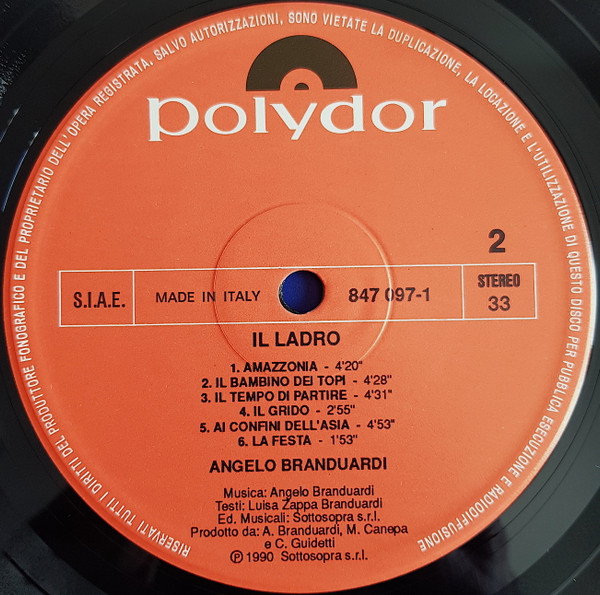 RISERVATI TUTTI I DIRITTI DEL PRODUTTORE FONOGRAFICO E DEL PROPRIETARIO DELL'OPERA REGISTRATA, SALVO AUTORIZZAZIONI, SONO VIETATE LA DUPLICAZIONE, LA LOCAZIONE E L'UTILIZZAZIONE DI QUESTO DISCO PER PUBBLICA ESECUZIONE E RADIODIFFUSIONE
polydor
2
S.I.A.E. MADE IN ITALY 847 097-1 STEREO
33
IL LADRO
1. AMAZZONIA - 4'20"
2. IL BAMBINO DEI TOPI - 4'28"
3. IL TEMPO DI PARTIRE - 4'31"
4. IL GRIDO - 2'55"
5. AI CONFINI DELL'ASIA - 4'53"
6. LA FESTA - 1'53"
ANGELO BRANDUARDI
Musica: Angelo Branduardi
Testi: Luisa Zappa Branduardi
Ed. Musicali: Sottosopra s.r.l.
Prodotto da: A. Branduardi, M. Canepa
e C. Guidetti
℗ 1990 Sottosopra s.r.l.